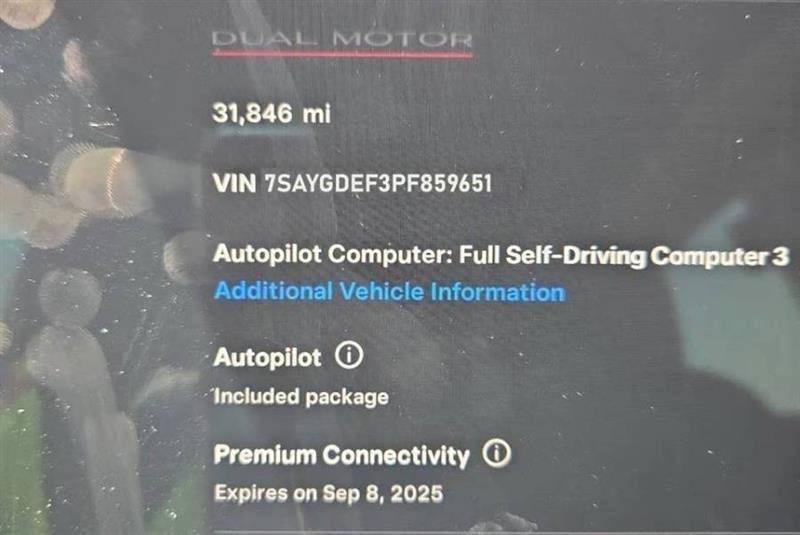 DUAL MOTOR
31,846 mi
VIN 7SAYGDEF3PF859651
Autopilot Computer: Full Self-Driving Computer 3
Additional Vehicle Information
Autopilot
Included package
Premium Connectivity
Expires on Sep 8, 2025